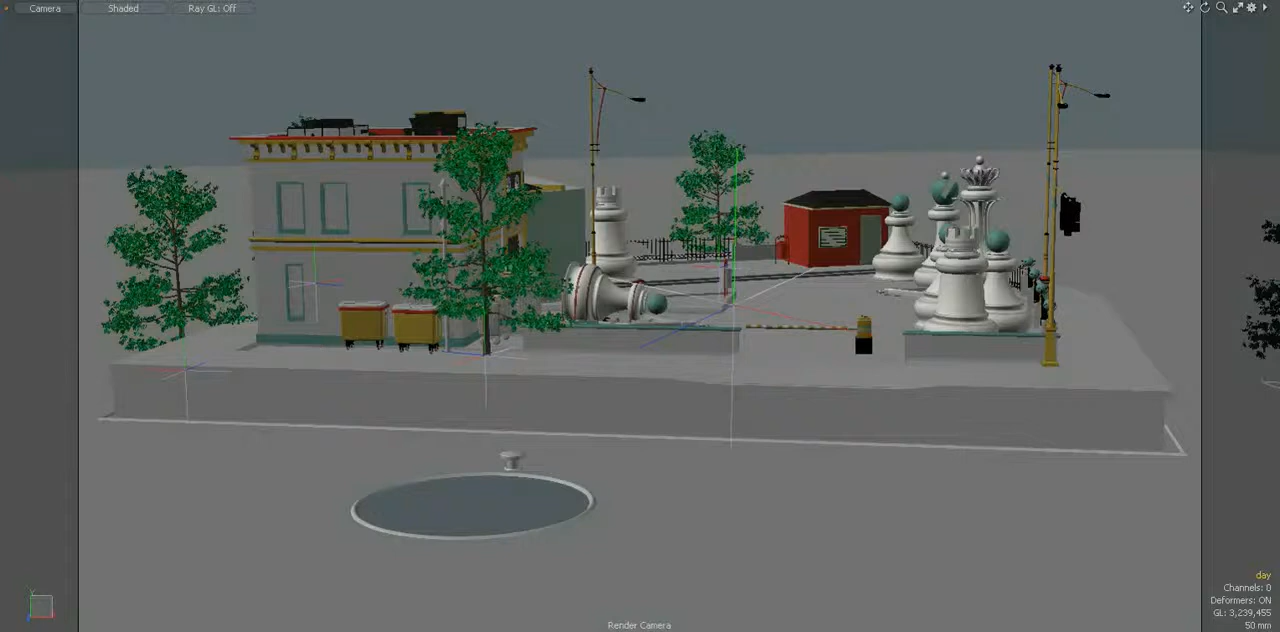 Camera
Shaded
Ray GL: Off
day
Channels: 0
Deformers: ON
GL: 3,239,455
50 mm
Render Camera